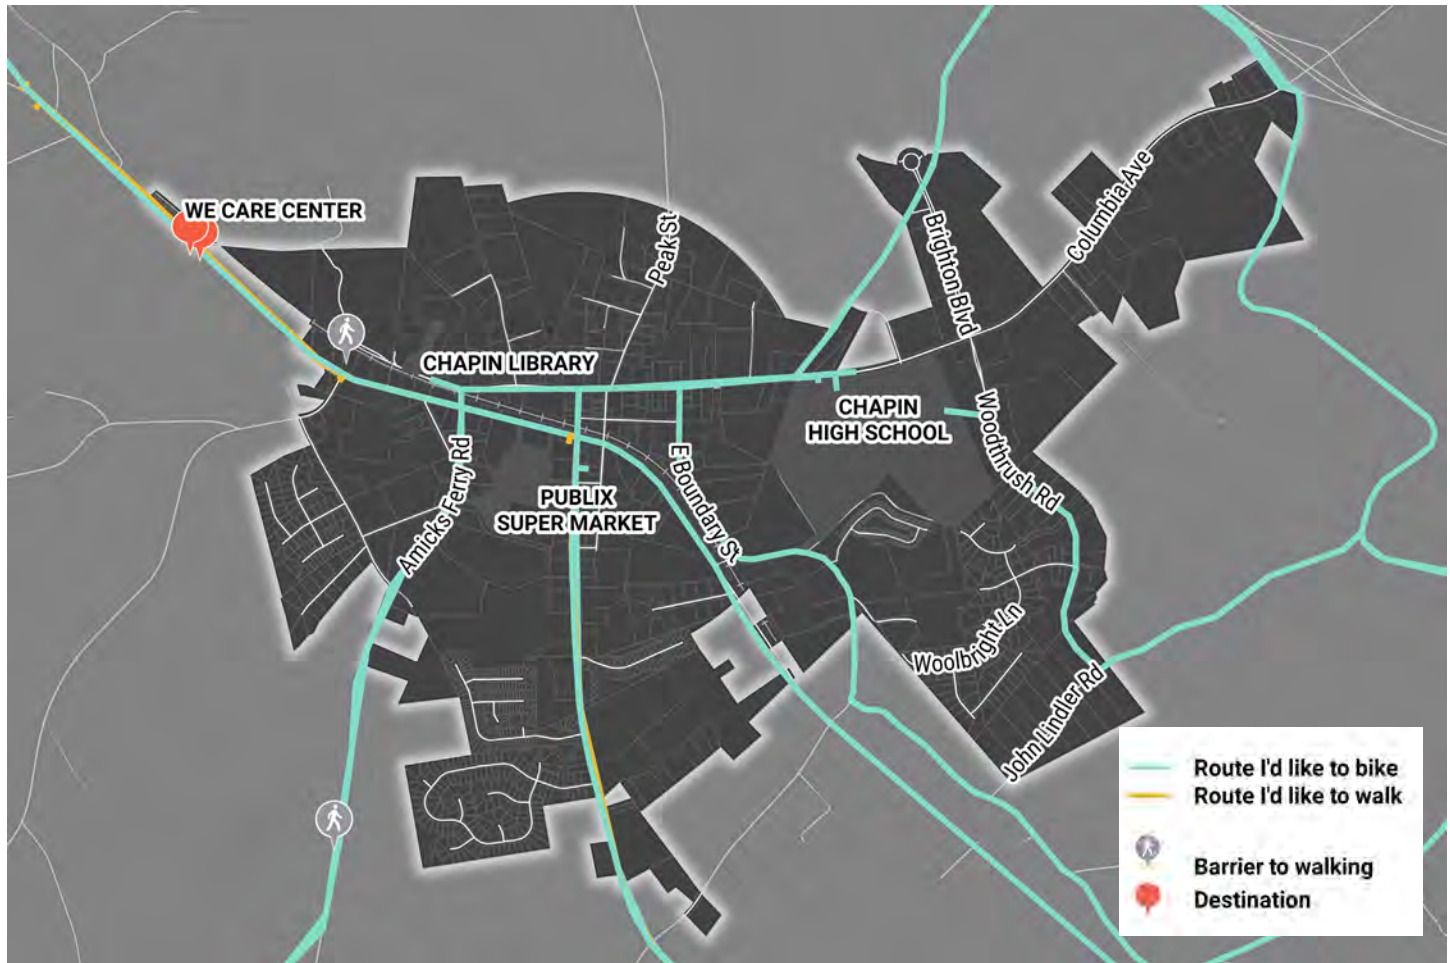 WE CARE CENTER
Peak St
Brighton Blvd
Columbia Ave
CHAPIN LIBRARY
CHAPIN
HIGH SCHOOL
Woodthrush Rd
Amicks Ferry Rd
E Boundary St
PUBLIX
SUPER MARKET
Woolbright Ln
John Lindler Rd
Route I'd like to bike
Route I'd like to walk
Barrier to walking
Destination